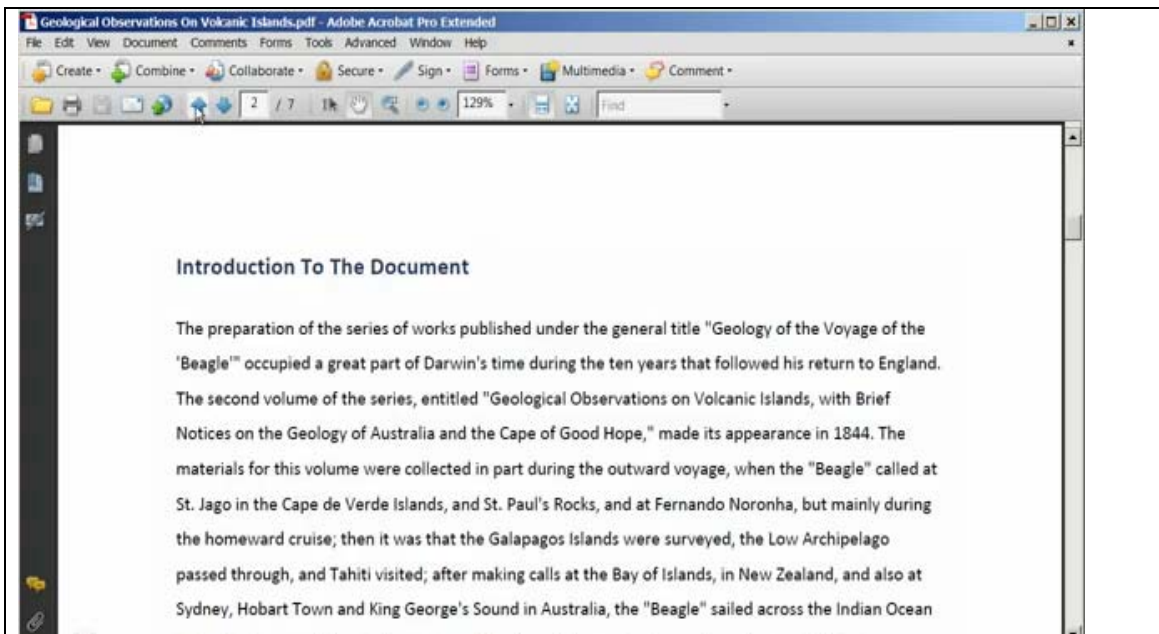 Geological Observations On Volcanic Islands.pdf - Adobe Acrobat Pro Extended
File Edit View Document Comments Forms Tools Advanced Window Help
Create Combine Collaborate Secure Sign Forms Multimedia Comment
2 / 7 129% Find
Introduction To The Document
The preparation of the series of works published under the general title "Geology of the Voyage of the
'Beagle'" occupied a great part of Darwin's time during the ten years that followed his return to England.
The second volume of the series, entitled "Geological Observations on Volcanic Islands, with Brief
Notices on the Geology of Australia and the Cape of Good Hope," made its appearance in 1844. The
materials for this volume were collected in part during the outward voyage, when the "Beagle" called at
St. Jago in the Cape de Verde Islands, and St. Paul's Rocks, and at Fernando Noronha, but mainly during
the homeward cruise; then it was that the Galapagos Islands were surveyed, the Low Archipelago
passed through, and Tahiti visited; after making calls at the Bay of Islands, in New Zealand, and also at
Sydney, Hobart Town and King George's Sound in Australia, the "Beagle" sailed across the Indian Ocean